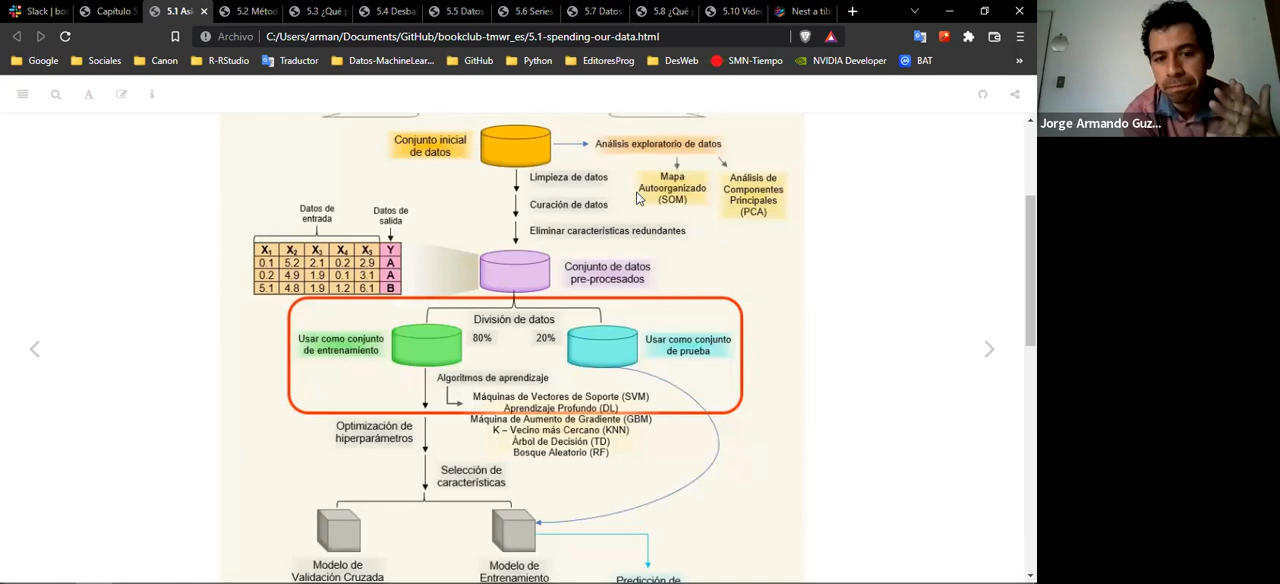 Slack | boo
Capítulo 5
5.1 Asi
5.2 Métod
5.3 ¿Qué p
5.4 Desbal
5.5 Datos
5.6 Series
5.7 Datos
5.8 ¿Qué
5.10 Video
Nest a tibl
Archivo
C:/Users/arman/Documents/GitHub/bookclub-tmwr_es/5.1-spending-our-data.html
Google
Sociales
Canon
R-RStudio
Traductor
Datos-MachineLear...
GitHub
Python
EditoresProg
DesWeb
SMN-Tiempo
NVIDIA Developer
BAT
»
Jorge Armando Guz...
Conjunto inicial
de datos
Análisis exploratorio de datos
Limpieza de datos
Mapa
Autoorganizado
(SOM)
Análisis de
Componentes
Principales
(PCA)
Curación de datos
Eliminar características redundantes
Datos de
entrada
Datos de
salida
X1 X2 X3 X4 X5 Y
0.1 5.2 2.1 0.2 2.9 A
0.2 4.9 1.9 0.1 3.1 A
5.1 4.8 1.9 1.2 6.1 B
Conjunto de datos
pre-procesados
División de datos
80% 20%
Usar como conjunto
de entrenamiento
Usar como conjunto
de prueba
Algoritmos de aprendizaje
Máquinas de Vectores de Soporte (SVM)
Aprendizaje Profundo (DL)
Máquina de Aumento de Gradiente (GBM)
K – Vecino más Cercano (KNN)
Árbol de Decisión (TD)
Bosque Aleatorio (RF)
Optimización de
hiperparámetros
Selección de
características
Modelo de
Validación Cruzada
Modelo de
Entrenamiento
Predicción de